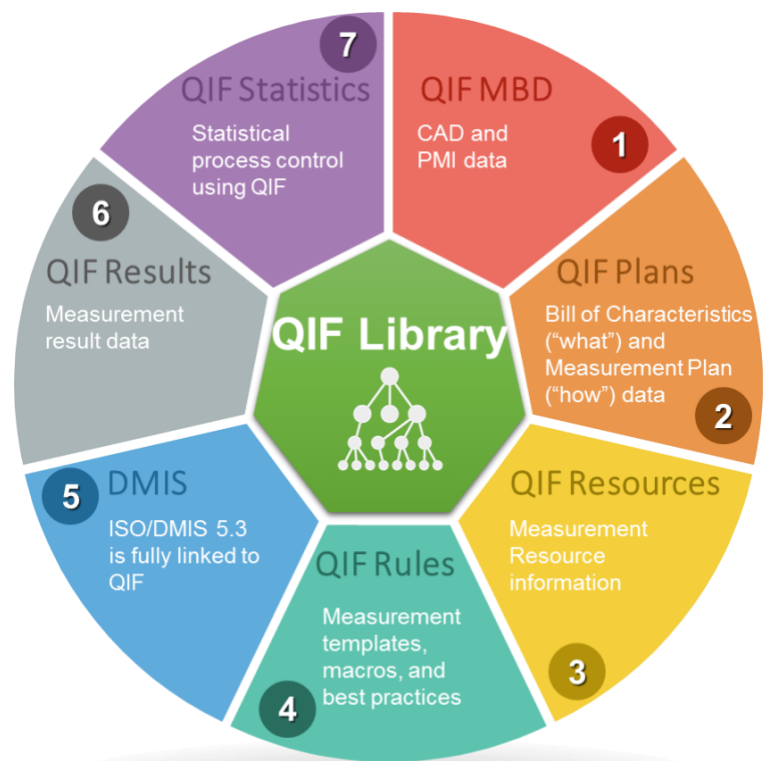 7
QIF Statistics
Statistical
process control
using QIF
QIF MBD
CAD and
PMI data
1
6
QIF Results
Measurement
result data
QIF Plans
Bill of Characteristics
(“what”) and
Measurement Plan
(“how”) data
2
QIF Library
5
DMIS
ISO/DMIS 5.3
is fully linked to
QIF
QIF Resources
Measurement
Resource
information
3
QIF Rules
Measurement
templates,
macros, and
best practices
4